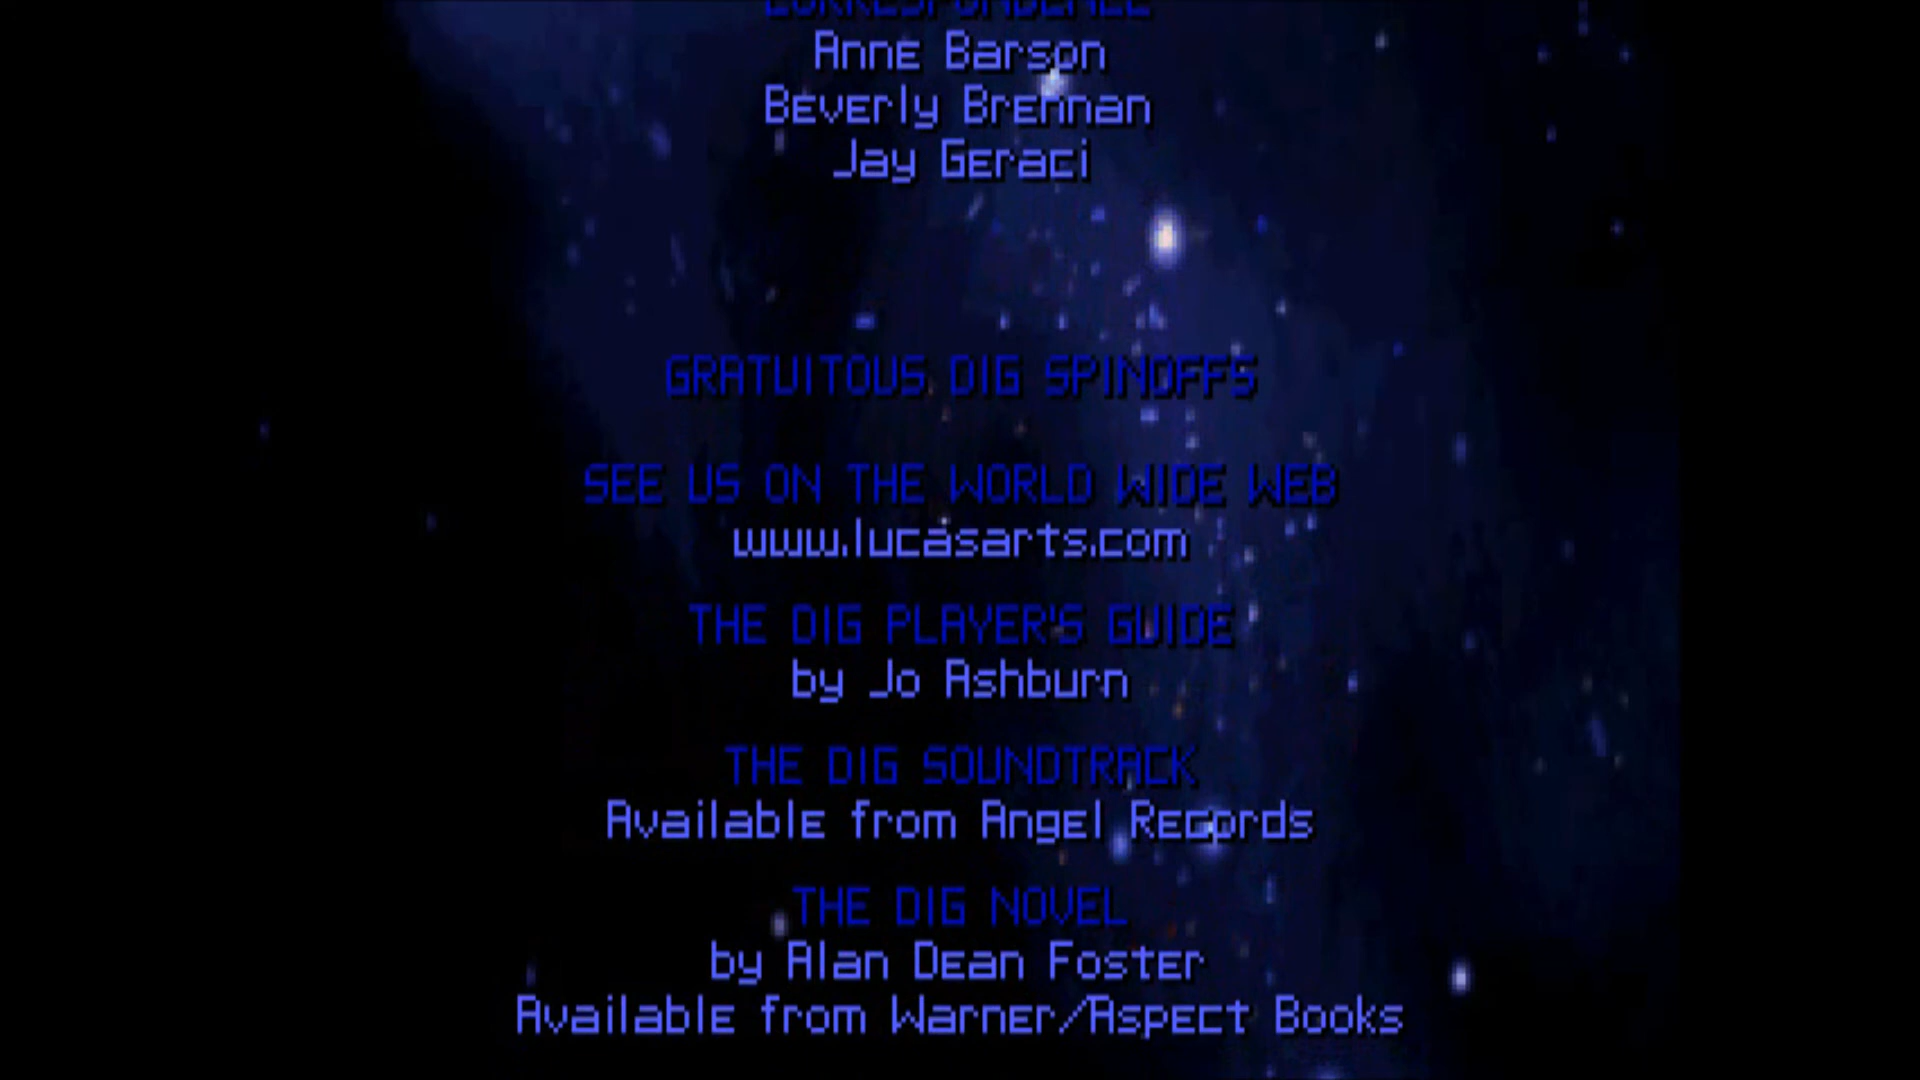 CORRESPONDENCE
Anne Barson
Beverly Brennan
Jay Geraci
GRATUITOUS DIG SPINOFFS
SEE US ON THE WORLD WIDE WEB
www.lucasarts.com
THE DIG PLAYER'S GUIDE
by Jo Ashburn
THE DIG SOUNDTRACK
Available from Angel Records
THE DIG NOVEL
by Alan Dean Foster
Available from Warner/Aspect Books